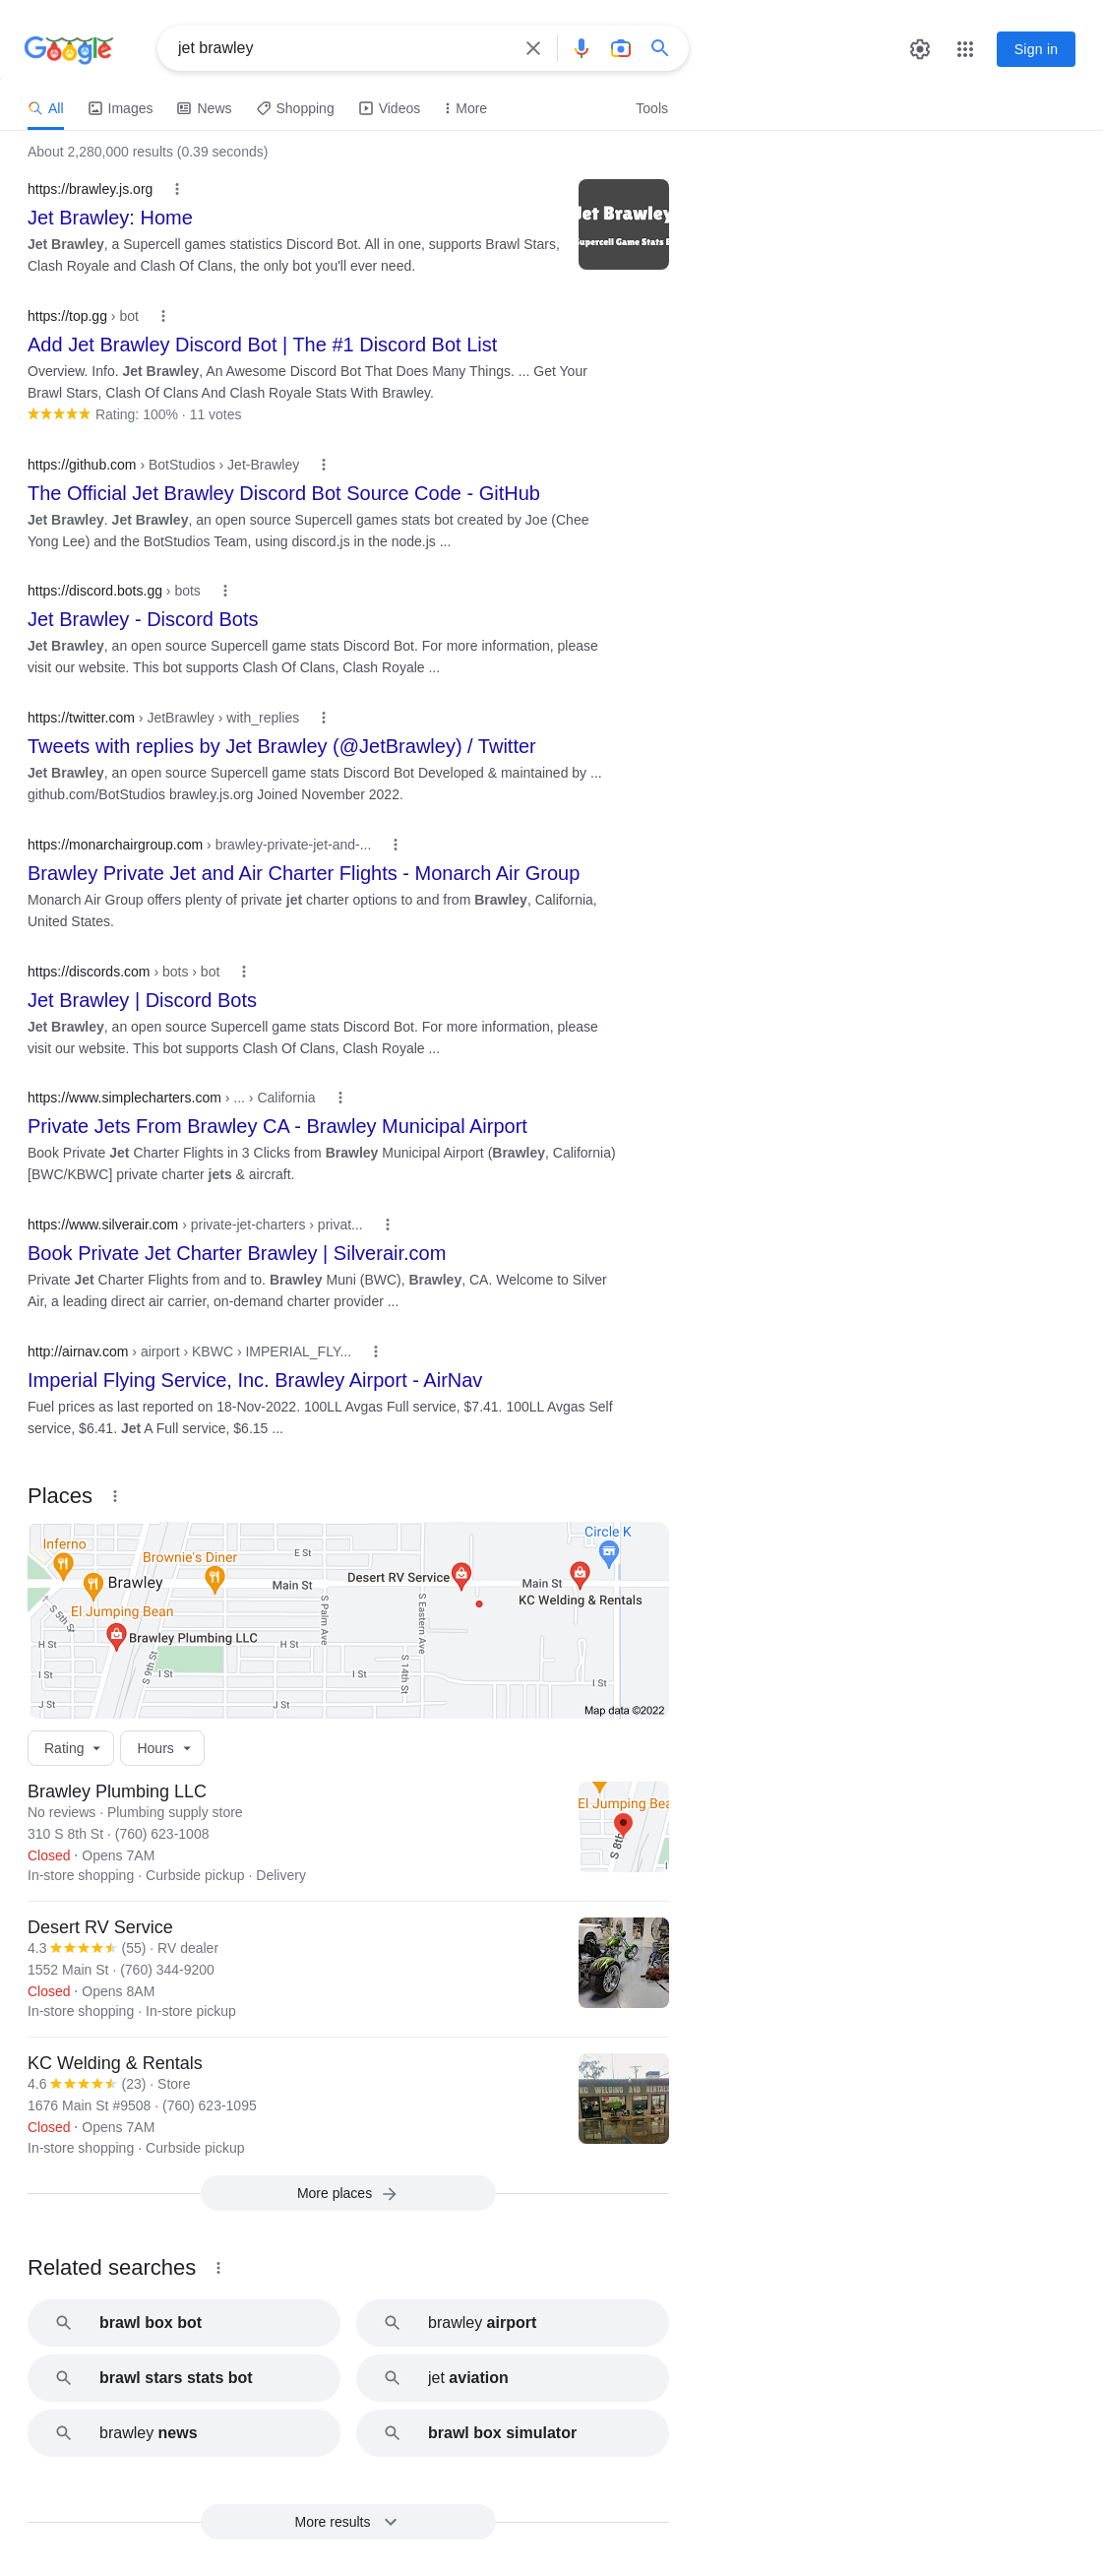 Google
jet brawley
Sign in
All
Images
News
Shopping
Videos
More
Tools
About 2,280,000 results (0.39 seconds)
https://brawley.js.org
Jet Brawley: Home
Jet Brawley, a Supercell games statistics Discord Bot. All in one, supports Brawl Stars,
Clash Royale and Clash Of Clans, the only bot you'll ever need.
Jet Brawley
Supercell Game Stats B
https://top.gg › bot
Add Jet Brawley Discord Bot | The #1 Discord Bot List
Overview. Info. Jet Brawley, An Awesome Discord Bot That Does Many Things. ... Get Your
Brawl Stars, Clash Of Clans And Clash Royale Stats With Brawley.
Rating: 100% · 11 votes
https://github.com › BotStudios › Jet-Brawley
The Official Jet Brawley Discord Bot Source Code - GitHub
Jet Brawley. Jet Brawley, an open source Supercell games stats bot created by Joe (Chee
Yong Lee) and the BotStudios Team, using discord.js in the node.js ...
https://discord.bots.gg › bots
Jet Brawley - Discord Bots
Jet Brawley, an open source Supercell game stats Discord Bot. For more information, please
visit our website. This bot supports Clash Of Clans, Clash Royale ...
https://twitter.com › JetBrawley › with_replies
Tweets with replies by Jet Brawley (@JetBrawley) / Twitter
Jet Brawley, an open source Supercell game stats Discord Bot Developed & maintained by ...
github.com/BotStudios brawley.js.org Joined November 2022.
https://monarchairgroup.com › brawley-private-jet-and-...
Brawley Private Jet and Air Charter Flights - Monarch Air Group
Monarch Air Group offers plenty of private jet charter options to and from Brawley, California,
United States.
https://discords.com › bots › bot
Jet Brawley | Discord Bots
Jet Brawley, an open source Supercell game stats Discord Bot. For more information, please
visit our website. This bot supports Clash Of Clans, Clash Royale ...
https://www.simplecharters.com › ... › California
Private Jets From Brawley CA - Brawley Municipal Airport
Book Private Jet Charter Flights in 3 Clicks from Brawley Municipal Airport (Brawley, California)
[BWC/KBWC] private charter jets & aircraft.
https://www.silverair.com › private-jet-charters › privat...
Book Private Jet Charter Brawley | Silverair.com
Private Jet Charter Flights from and to. Brawley Muni (BWC), Brawley, CA. Welcome to Silver
Air, a leading direct air carrier, on-demand charter provider ...
http://airnav.com › airport › KBWC › IMPERIAL_FLY...
Imperial Flying Service, Inc. Brawley Airport - AirNav
Fuel prices as last reported on 18-Nov-2022. 100LL Avgas Full service, $7.41. 100LL Avgas Self
service, $6.41. Jet A Full service, $6.15 ...
Places
Circle K
Inferno
Brownie's Diner
E St
Brawley
Main St
Desert RV Service
Main St
KC Welding & Rentals
El Jumping Bean
S 5th St
S Palm Ave
S Eastern Ave
Brawley Plumbing LLC
H St
H St
S 9th St
S 14th St
I St
I St
I St
I St
J St
J St
Map data ©2022
Rating
Hours
Brawley Plumbing LLC
No reviews · Plumbing supply store
310 S 8th St · (760) 623-1008
Closed · Opens 7AM
In-store shopping · Curbside pickup · Delivery
El Jumping Bea
S 8th
Desert RV Service
4.3 (55) · RV dealer
1552 Main St · (760) 344-9200
Closed · Opens 8AM
In-store shopping · In-store pickup
KC Welding & Rentals
4.6 (23) · Store
1676 Main St #9508 · (760) 623-1095
Closed · Opens 7AM
In-store shopping · Curbside pickup
KC WELDING AND RENTALS
More places
Related searches
brawl box bot
brawley airport
brawl stars stats bot
jet aviation
brawley news
brawl box simulator
More results